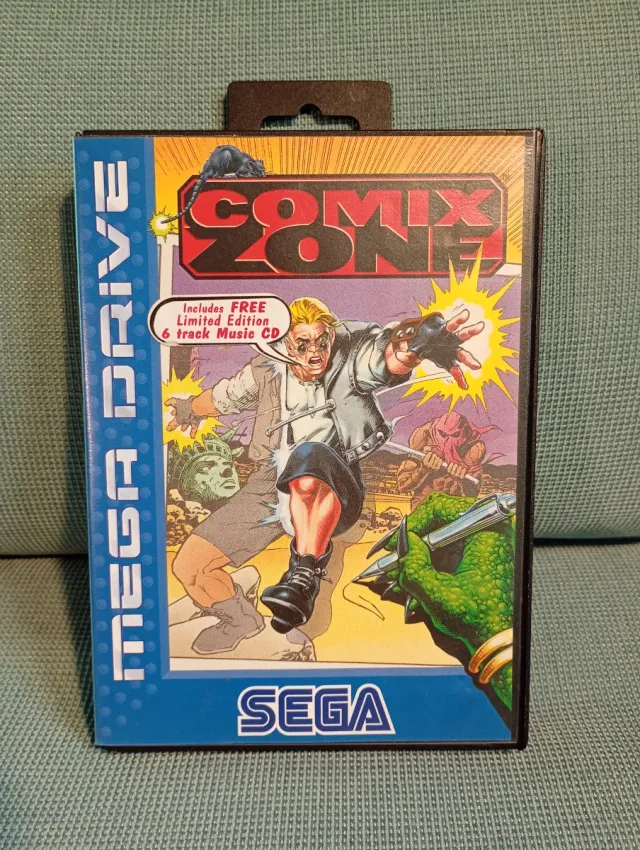 COMIX
ZONE
Includes FREE
Limited Edition
6 track Music CD
MEGA DRIVE
SEGA